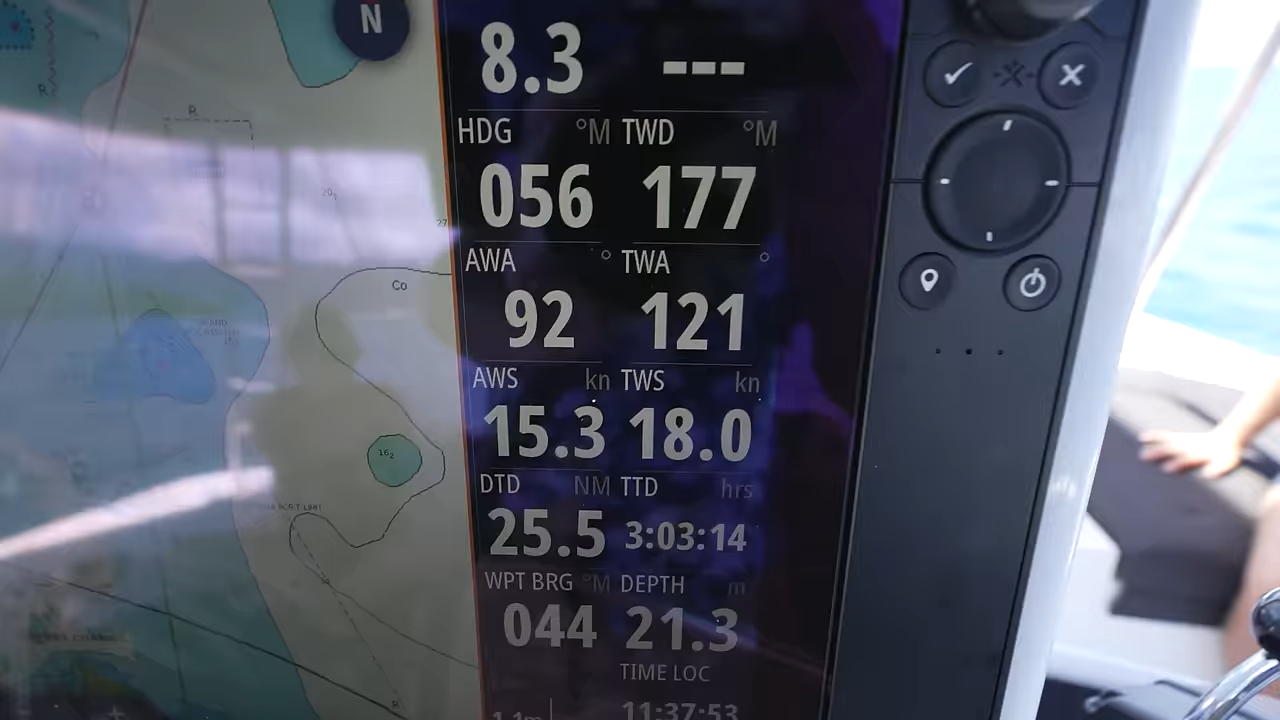 N
8.3 ---
R
R
HDG °M TWD °M
056 177
AWA ° TWA °
Co
92 121
AWS kn TWS kn
15.3 18.0
16₂
DTD NM TTD hrs
25.5 3:03:14
WPT BRG °M DEPTH m
044 21.3
TIME LOC
11:37:53
R